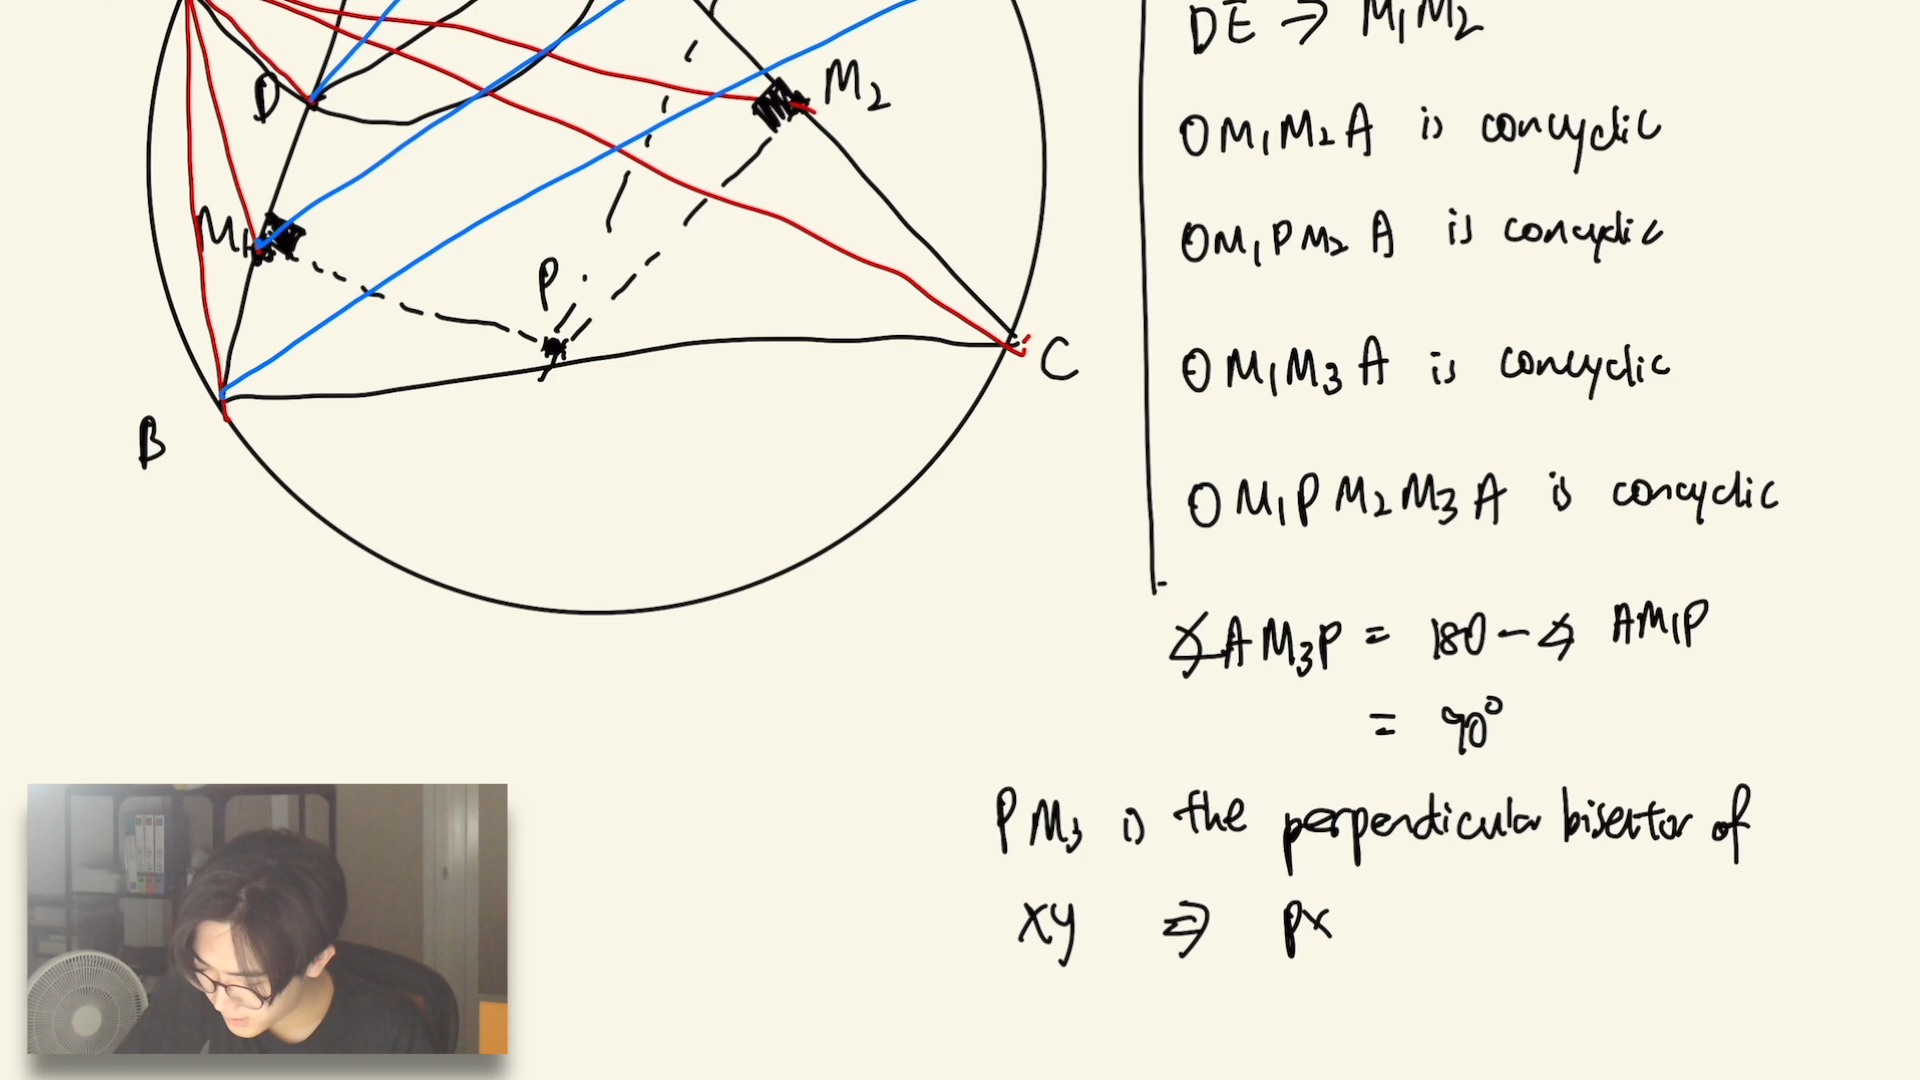 DE ⇒ M₁M₂
OM₁M₂A is concyclic
OM₁PM₂A is concyclic
OM₁M₃A is concyclic
OM₁PM₂M₃A is concyclic
∡AM₃P = 180 - ∡AM₁P
= 90°
PM₃ is the perpendicular bisector of
XY ⇒ PX
D
M₂
M₁
P
C
B